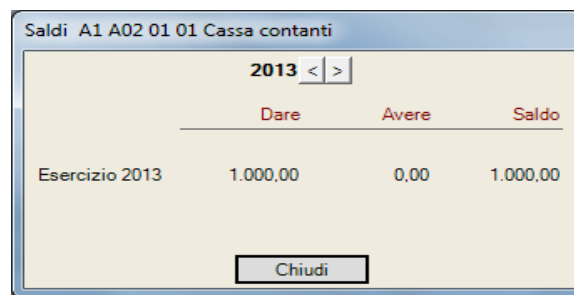 Saldi A1 A02 01 01 Cassa contanti
2013 < >
Dare Avere Saldo
Esercizio 2013 1.000,00 0,00 1.000,00
Chiudi